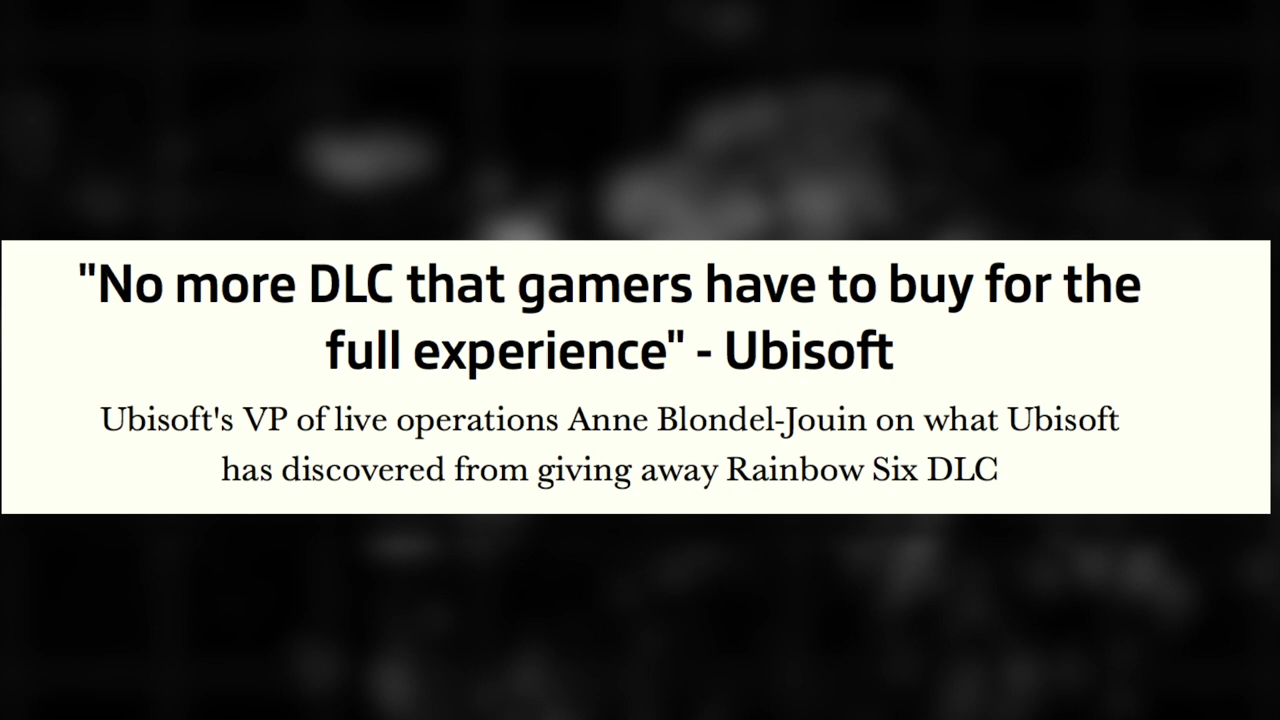 "No more DLC that gamers have to buy for the
full experience" - Ubisoft
Ubisoft's VP of live operations Anne Blondel-Jouin on what Ubisoft
has discovered from giving away Rainbow Six DLC